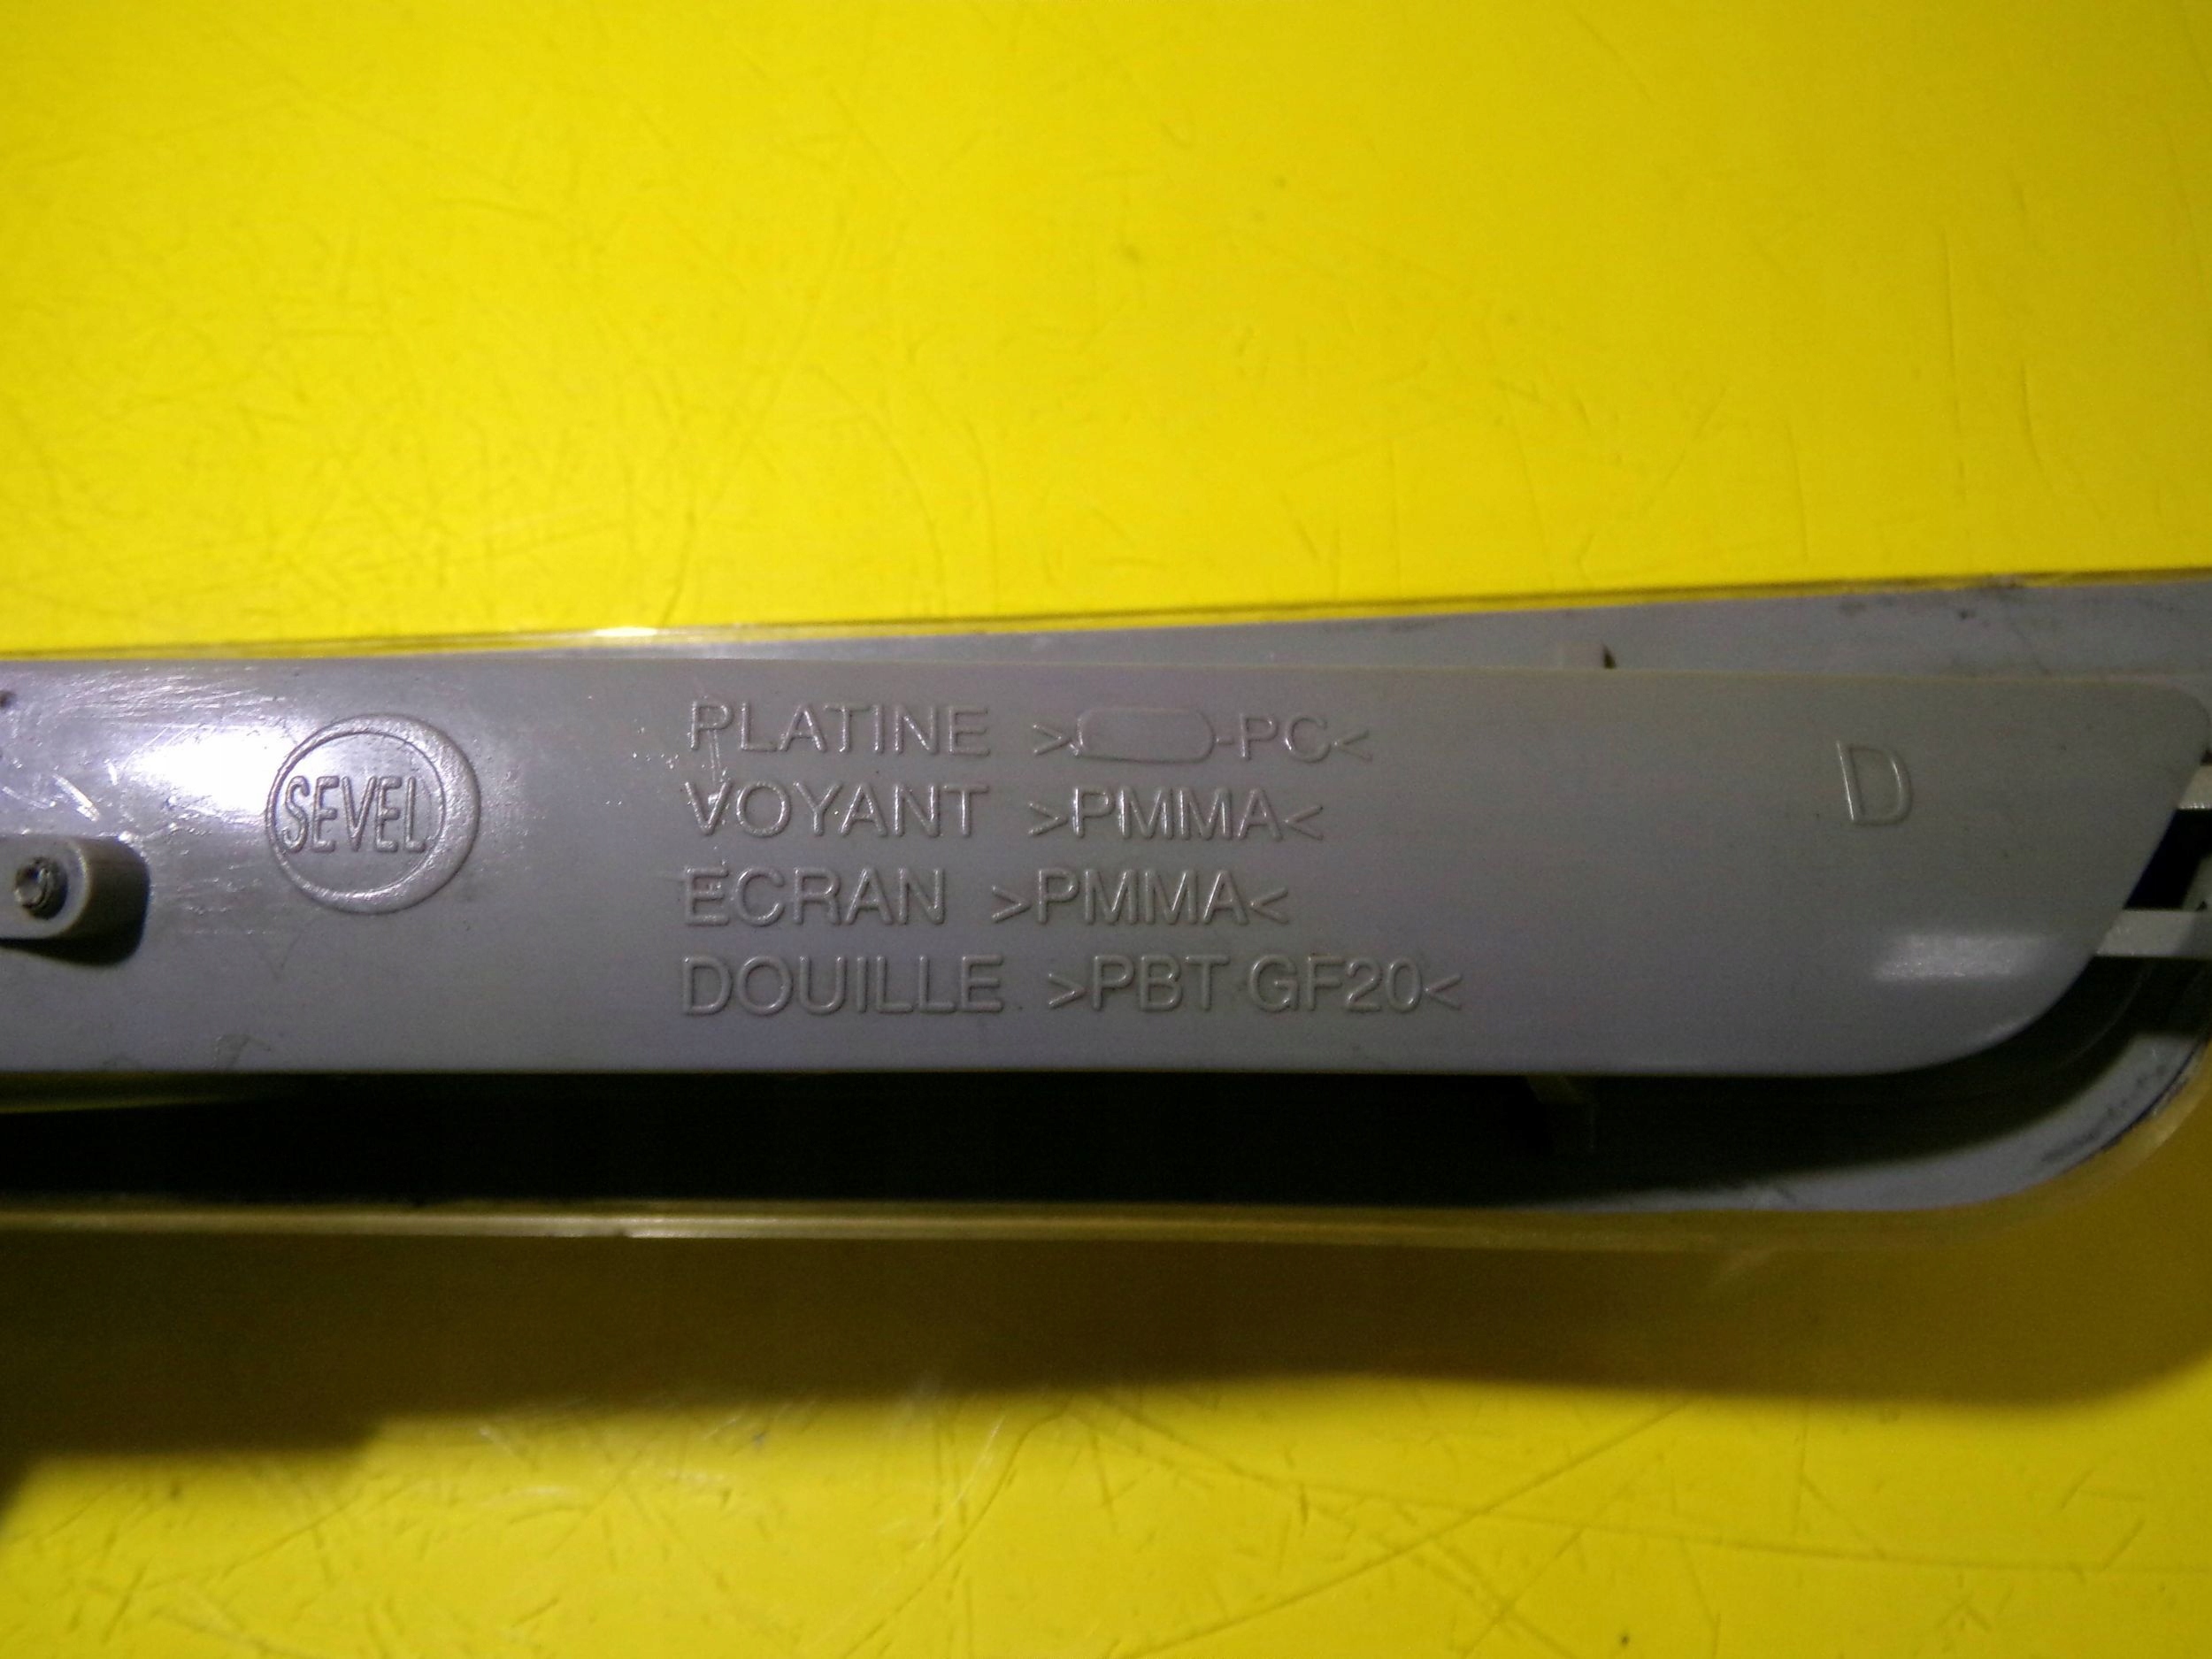 SEVEL
PLATINE > -PC<
VOYANT >PMMA<
ECRAN >PMMA<
DOUILLE >PBT GF20<
D